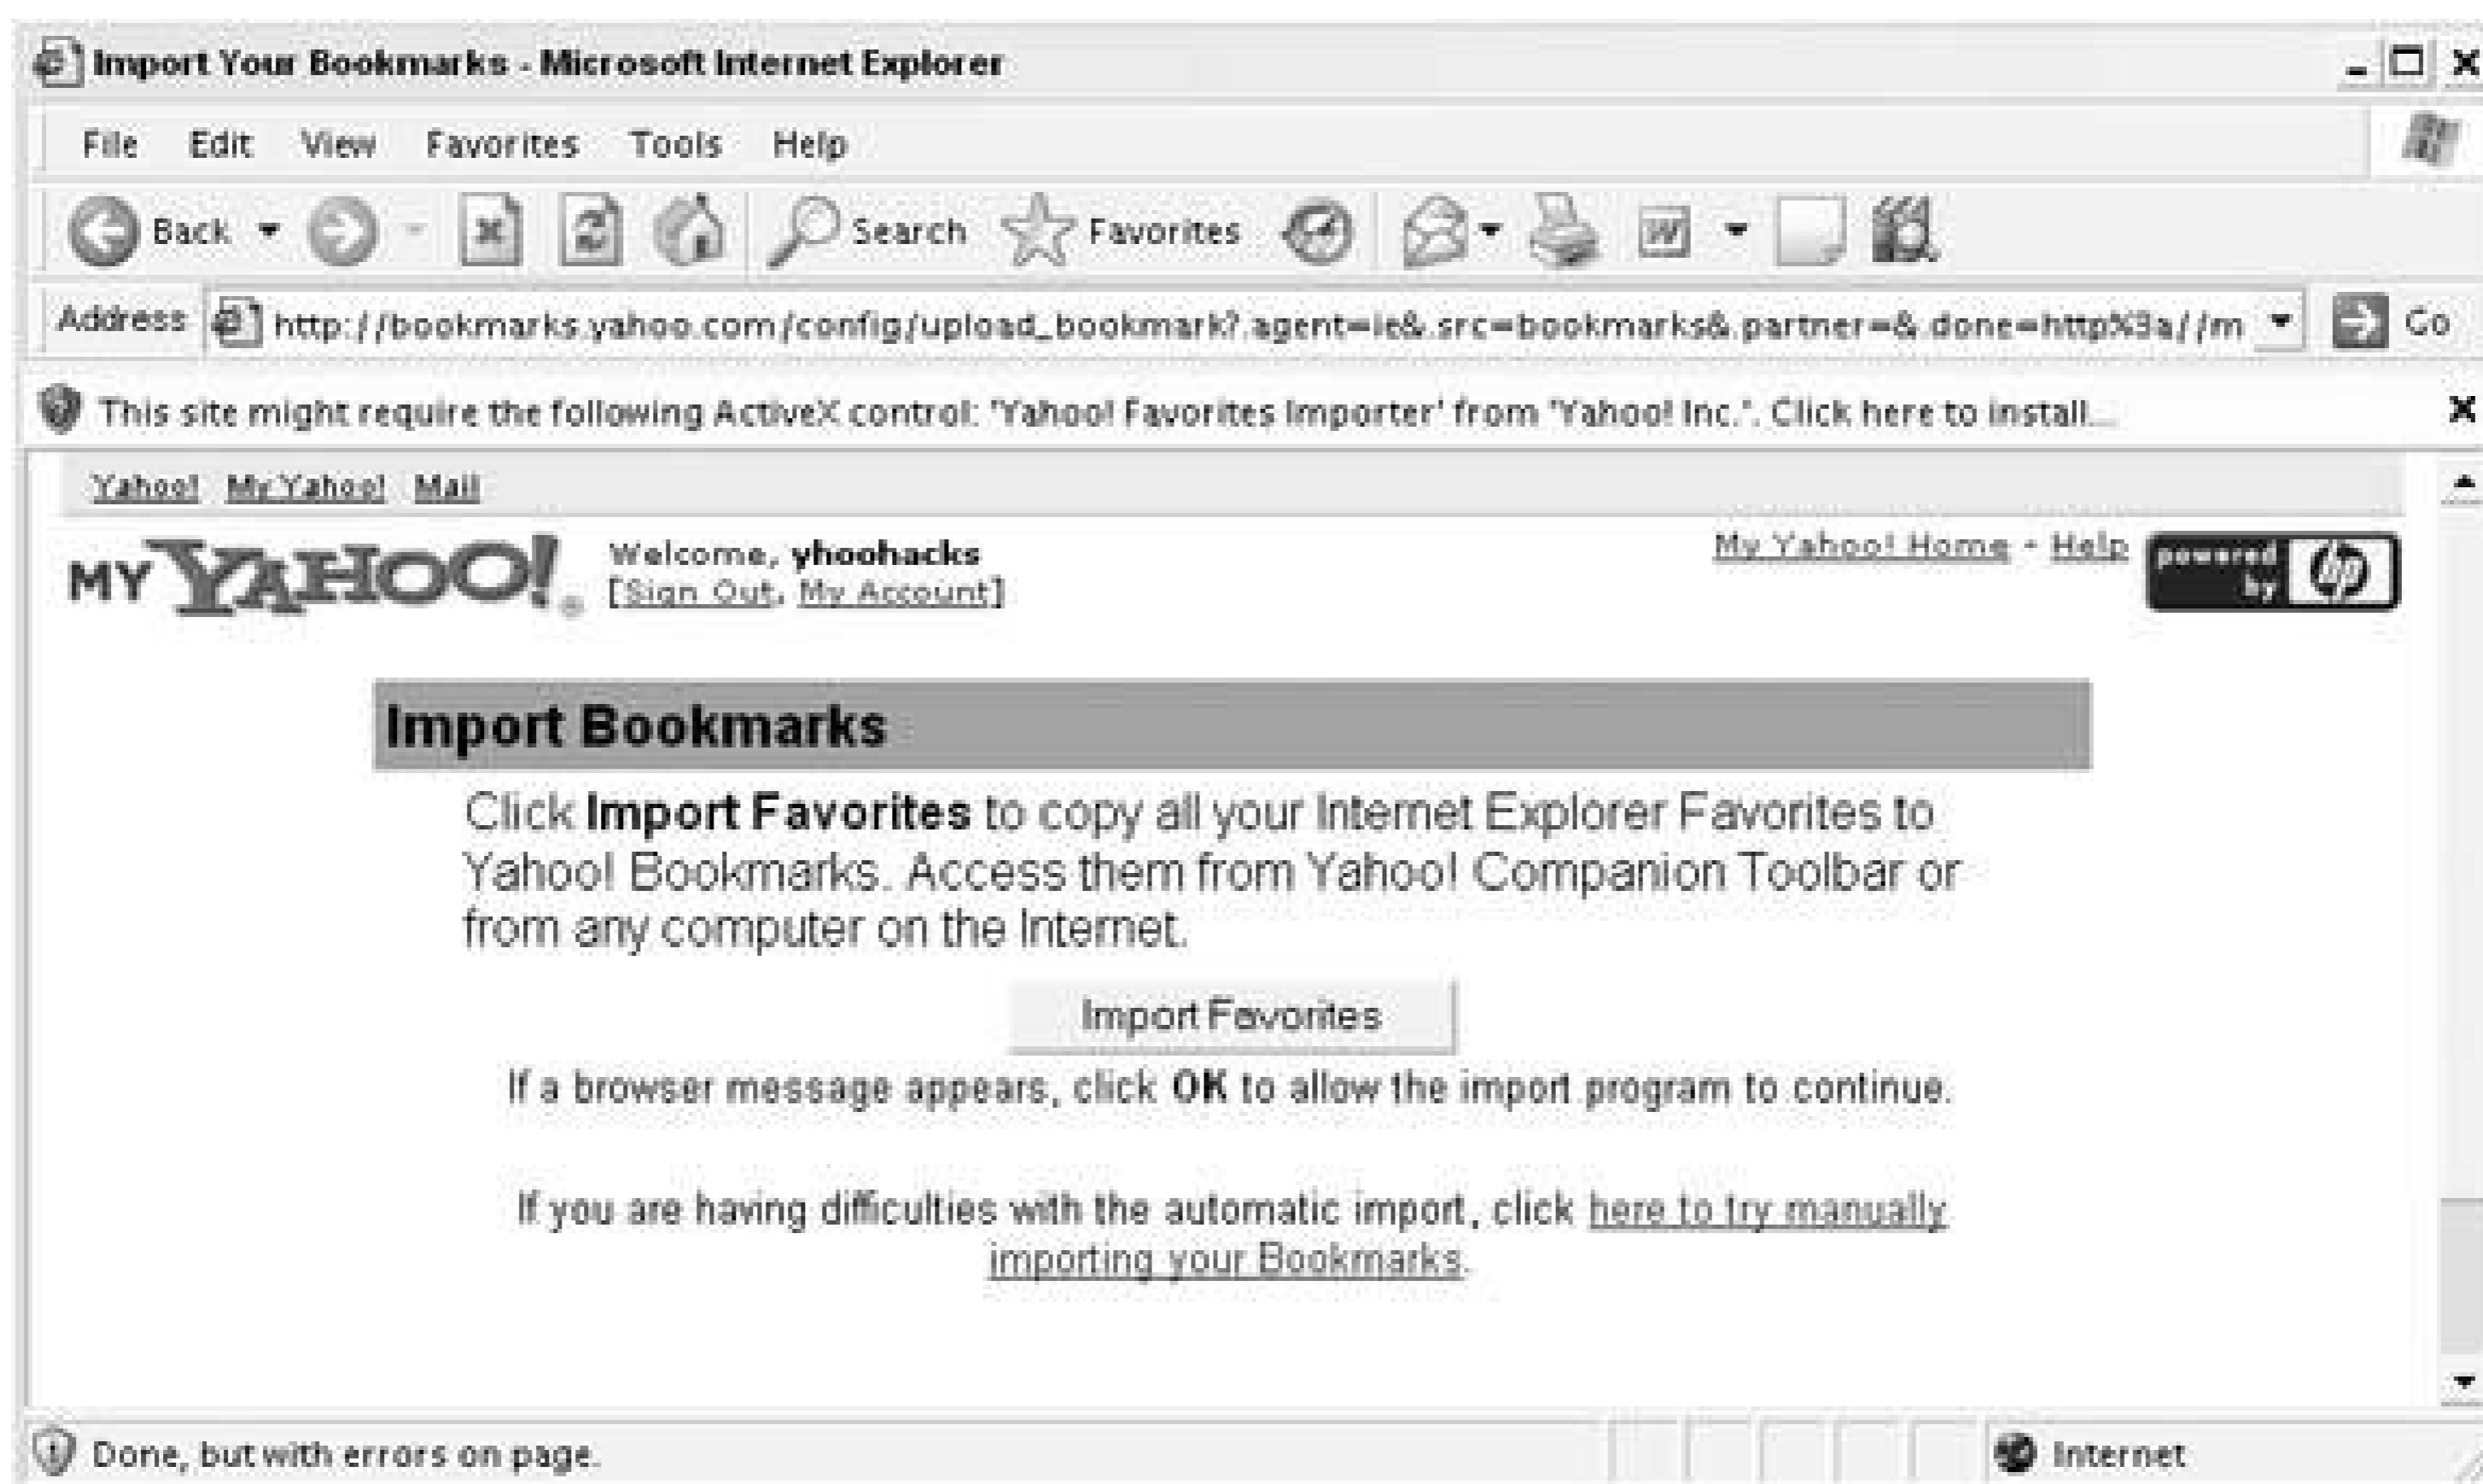 Import Your Bookmarks - Microsoft Internet Explorer
File Edit View Favorites Tools Help
Back Search Favorites
Address http://bookmarks.yahoo.com/config/upload_bookmark?.agent=ie&.src=bookmarks&.partner=&.done=http%3a//m Go
This site might require the following ActiveX control: 'Yahoo! Favorites Importer' from 'Yahoo! Inc.'. Click here to install...
Yahoo! My Yahoo! Mail
MY YAHOO!
Welcome, yhoohacks
[Sign Out, My Account]
My Yahoo! Home - Help
powered by hp
Import Bookmarks
Click Import Favorites to copy all your Internet Explorer Favorites to
Yahoo! Bookmarks. Access them from Yahoo! Companion Toolbar or
from any computer on the Internet.
Import Favorites
If a browser message appears, click OK to allow the import program to continue.
If you are having difficulties with the automatic import, click here to try manually
importing your Bookmarks.
Done, but with errors on page.
Internet